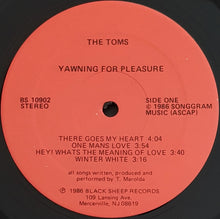 THE TOMS
YAWNING FOR PLEASURE
BS 10902
STEREO
SIDE ONE
℗ 1986 SONGGRAM
MUSIC (ASCAP)
THERE GOES MY HEART 4:04
ONE MANS LOVE 3:54
HEY! WHATS THE MEANING OF LOVE 3:40
WINTER WHITE 3:16
all songs written, produced and
instruments performed by T. Marolda
℗ 1986 BLACK SHEEP RECORDS
109 Lansing Ave.
Mercerville, NJ 08619